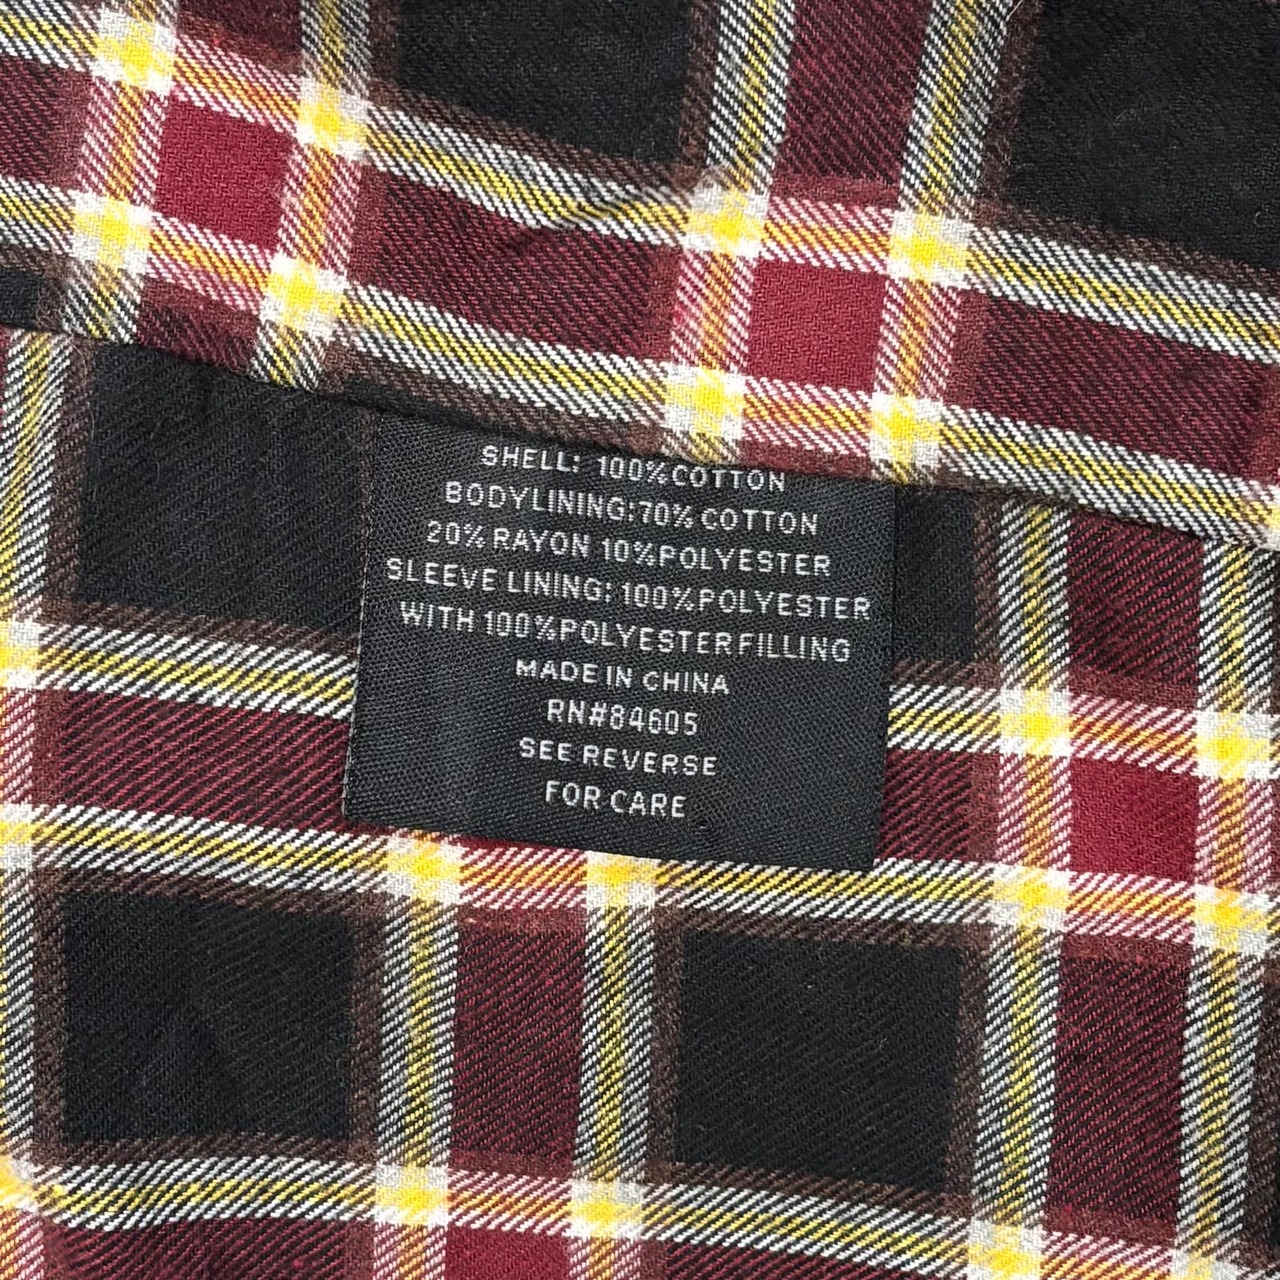 SHELL: 100%COTTON
BODYLINING:70% COTTON
20% RAYON 10%POLYESTER
SLEEVE LINING: 100%POLYESTER
WITH 100%POLYESTERFILLING
MADE IN CHINA
RN#84605
SEE REVERSE
FOR CARE